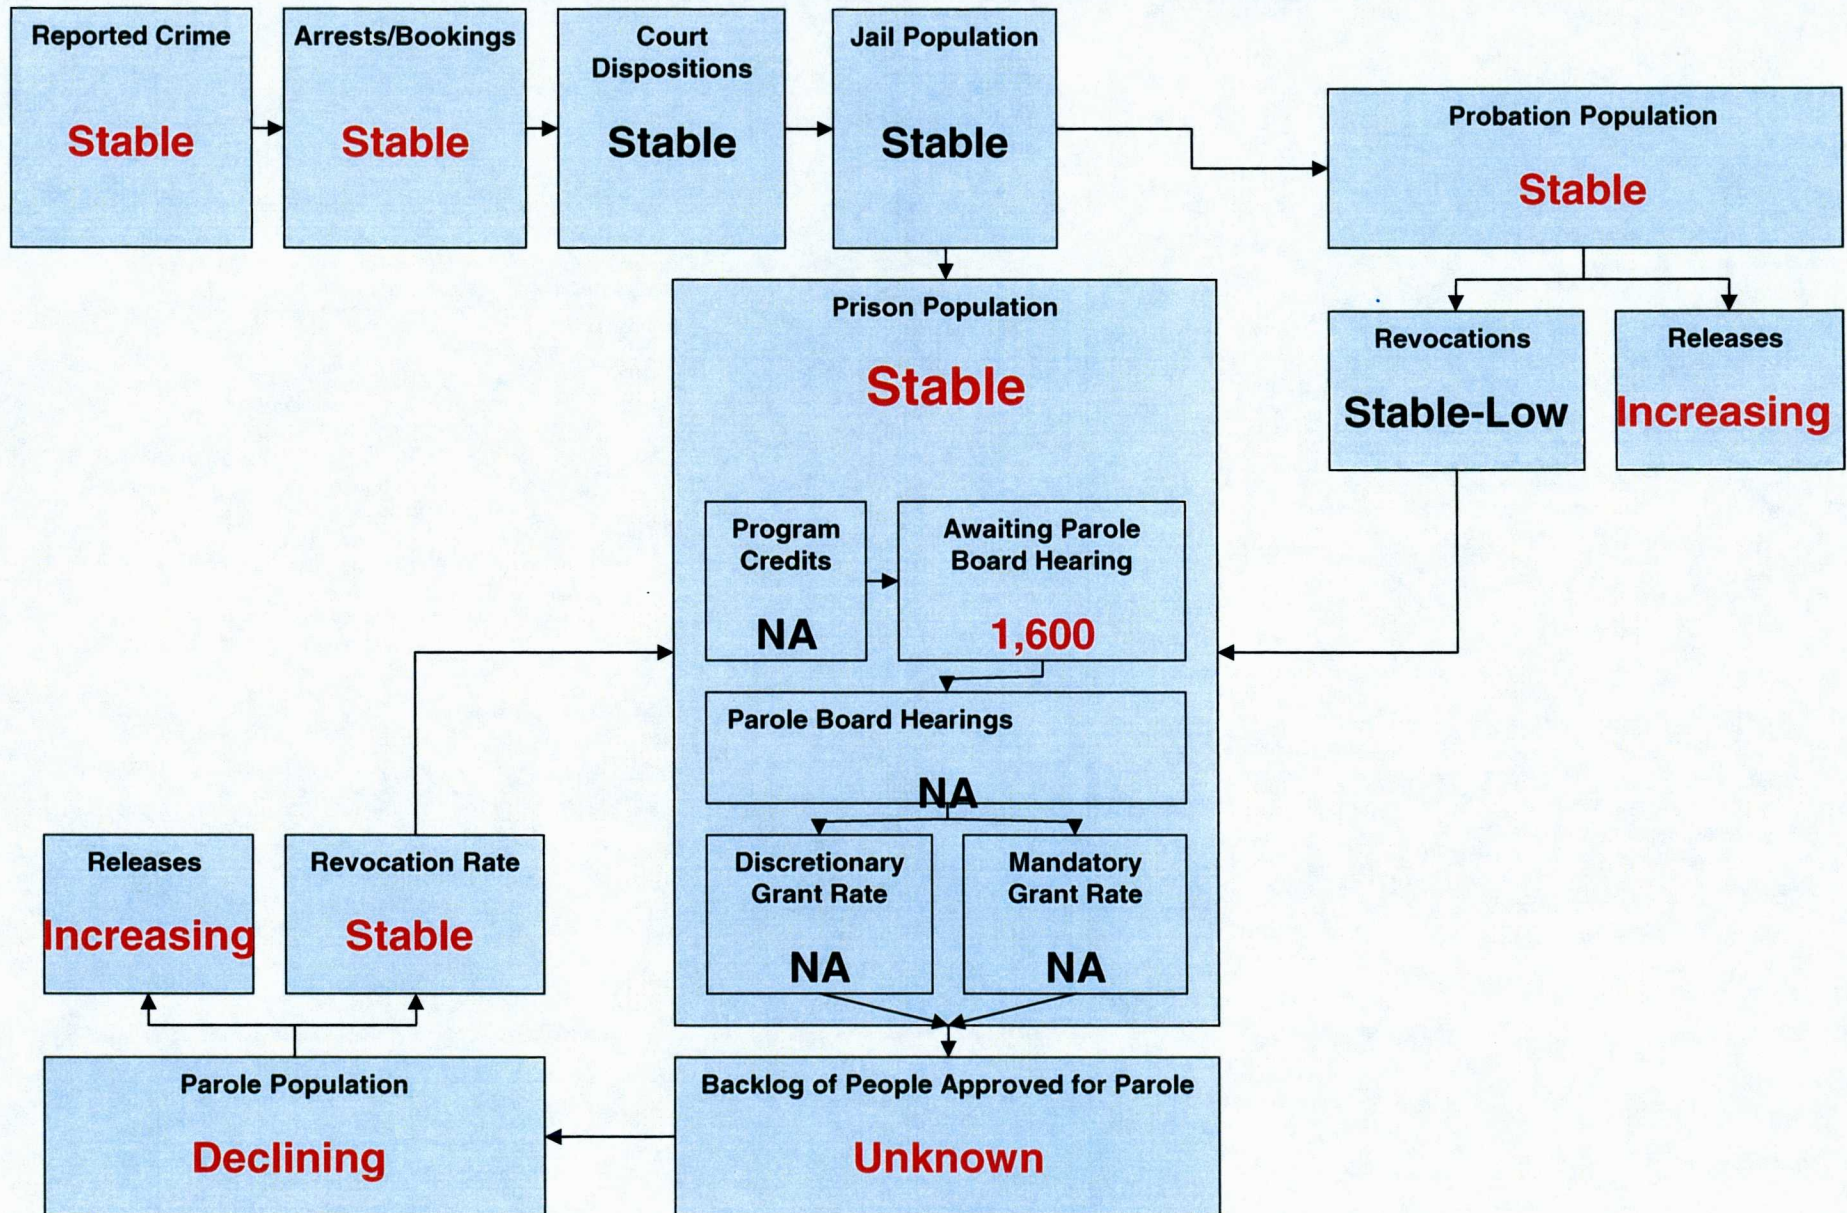 Reported Crime
Stable
Arrests/Bookings
Stable
Court
Dispositions
Stable
Jail Population
Stable
Probation Population
Stable
Revocations
Stable-Low
Releases
Increasing
Prison Population
Stable
Program
Credits
NA
Awaiting Parole
Board Hearing
1,600
Parole Board Hearings
NA
Discretionary
Grant Rate
NA
Mandatory
Grant Rate
NA
Releases
Increasing
Revocation Rate
Stable
Parole Population
Declining
Backlog of People Approved for Parole
Unknown